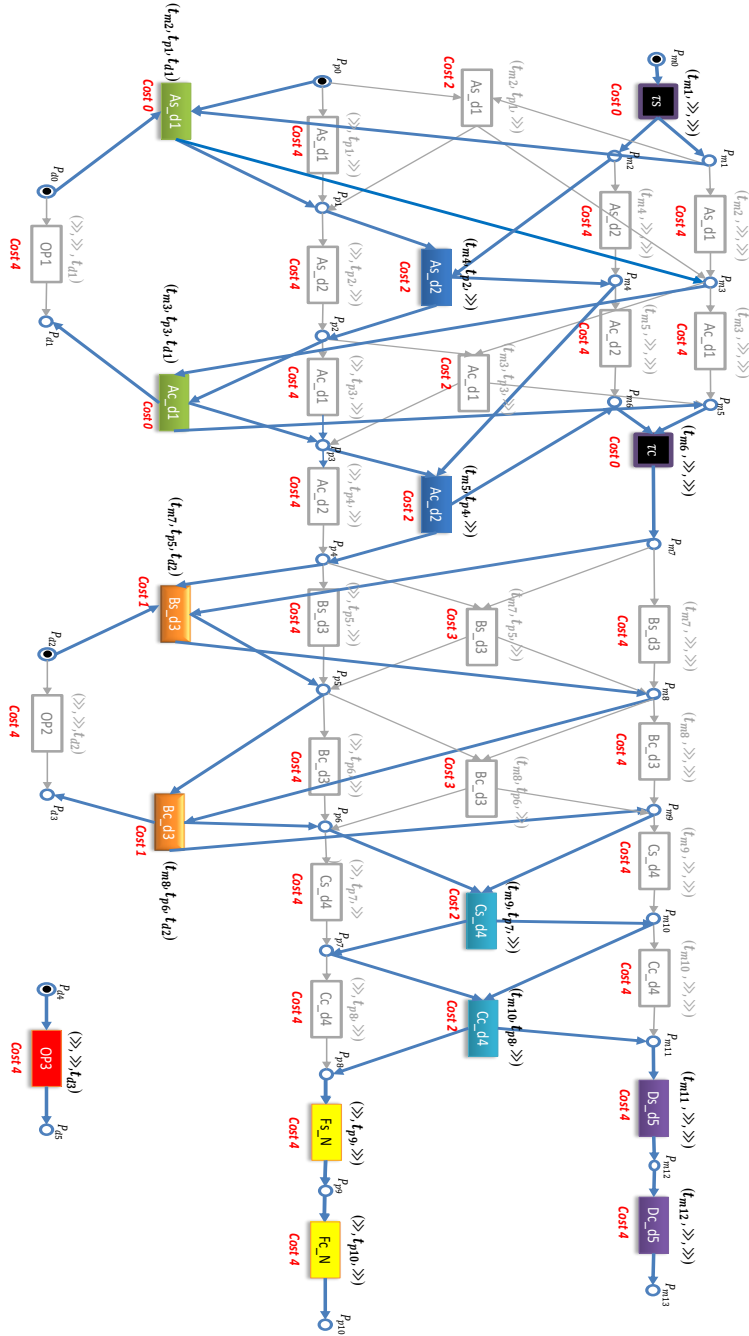 (t_m1, ≫, ≫)
P_m0
τS
Cost 0
P_m1
(t_m2, ≫, ≫)
As_d1
Cost 4
P_m3
(t_m3, ≫, ≫)
Ac_d1
Cost 4
P_m5
P_m2
(t_m4, ≫, ≫)
As_d2
Cost 4
P_m4
(t_m5, ≫, ≫)
Ac_d2
Cost 4
P_m6
(t_m6, ≫, ≫)
τC
Cost 0
P_m7
(t_m7, ≫, ≫)
Bs_d3
Cost 4
P_m8
(t_m8, ≫, ≫)
Bc_d3
Cost 4
P_m9
(t_m9, ≫, ≫)
Cs_d4
Cost 4
P_m10
(t_m10, ≫, ≫)
Cc_d4
Cost 4
P_m11
(t_m11, ≫, ≫)
Ds_d5
Cost 4
P_m12
(t_m12, ≫, ≫)
Dc_d5
Cost 4
P_m13
(t_m2, t_p1, ≫)
As_d1
Cost 2
(t_m4, t_p2, ≫)
As_d2
Cost 2
(t_m3, t_p3, ≫)
Ac_d1
Cost 2
(t_m5, t_p4, ≫)
Ac_d2
Cost 2
(t_m7, t_p5, ≫)
Bs_d3
Cost 3
(t_m8, t_p6, ≫)
Bc_d3
Cost 3
(t_m9, t_p7, ≫)
Cs_d4
Cost 2
(t_m10, t_p8, ≫)
Cc_d4
Cost 2
P_p0
(≫, t_p1, ≫)
As_d1
Cost 4
P_p1
(≫, t_p2, ≫)
As_d2
Cost 4
P_p2
(≫, t_p3, ≫)
Ac_d1
Cost 4
P_p3
(≫, t_p4, ≫)
Ac_d2
Cost 4
P_p4
(≫, t_p5, ≫)
Bs_d3
Cost 4
P_p5
(≫, t_p6, ≫)
Bc_d3
Cost 4
P_p6
(≫, t_p7, ≫)
Cs_d4
Cost 4
P_p7
(≫, t_p8, ≫)
Cc_d4
Cost 4
P_p8
(≫, t_p9, ≫)
Fs_N
Cost 4
P_p9
(≫, t_p10, ≫)
Fc_N
Cost 4
P_p10
(t_m2, t_p1, t_d1)
As_d1
Cost 0
(t_m3, t_p3, t_d1)
Ac_d1
Cost 0
(t_m7, t_p5, t_d2)
Bs_d3
Cost 1
(t_m8, t_p6, t_d2)
Bc_d3
Cost 1
P_d0
(≫, ≫, t_d1)
OP1
Cost 4
P_d1
P_d2
(≫, ≫, t_d2)
OP2
Cost 4
P_d3
P_d4
(≫, ≫, t_d3)
OP3
Cost 4
P_d5